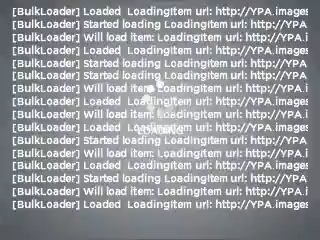 [BulkLoader] Loaded LoadingItem url: http://YPA.images
[BulkLoader] Started loading LoadingItem url: http://YPA
[BulkLoader] Will load item: LoadingItem url: http://YPA.i
[BulkLoader] Loaded LoadingItem url: http://YPA.images
[BulkLoader] Started loading LoadingItem url: http://YPA
[BulkLoader] Started loading LoadingItem url: http://YPA
[BulkLoader] Will load item: LoadingItem url: http://YPA.i
[BulkLoader] Loaded LoadingItem url: http://YPA.images
[BulkLoader] Will load item: LoadingItem url: http://YPA.i
[BulkLoader] Loaded LoadingItem url: http://YPA.images
LOADING
[BulkLoader] Started loading LoadingItem url: http://YPA
[BulkLoader] Will load item: LoadingItem url: http://YPA.i
[BulkLoader] Loaded LoadingItem url: http://YPA.images
[BulkLoader] Started loading LoadingItem url: http://YPA
[BulkLoader] Will load item: LoadingItem url: http://YPA.i
[BulkLoader] Loaded LoadingItem url: http://YPA.images